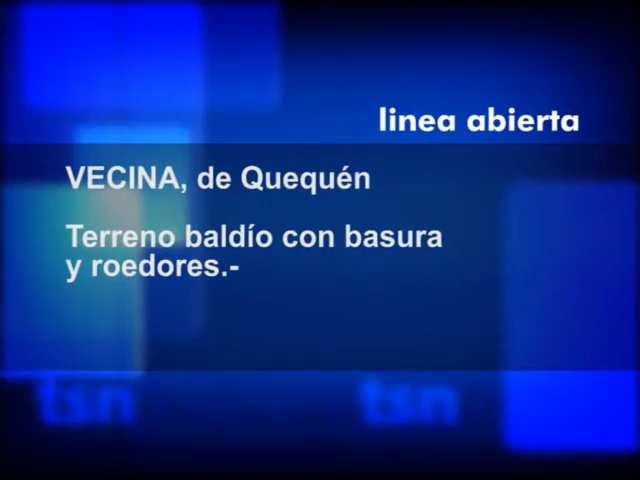 linea abierta
VECINA, de Quequén
Terreno baldío con basura
y roedores.-
tsn tsn